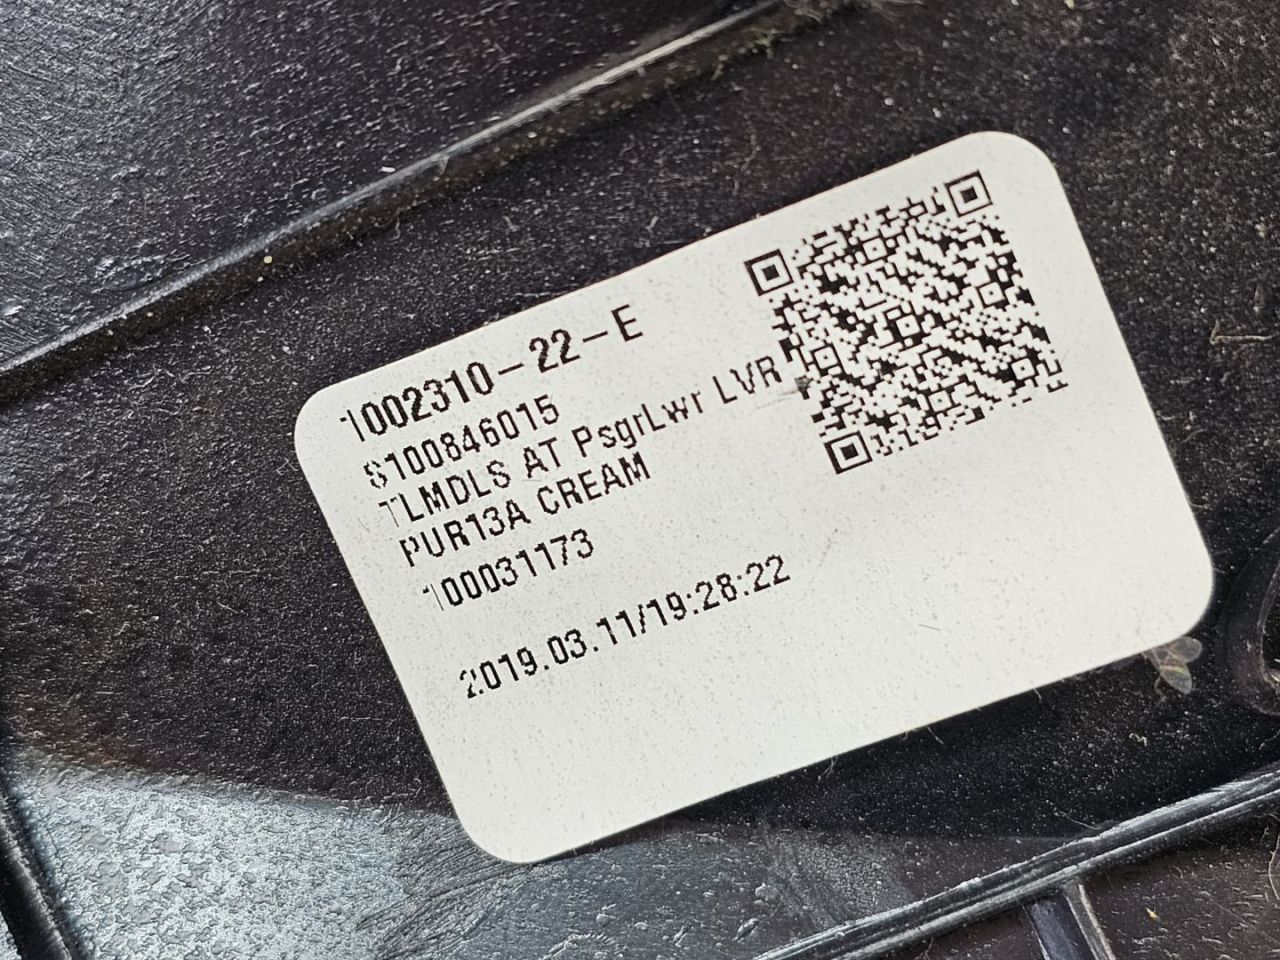 1002310-22-E
S100846015
TLMDLS AT PsgrLwr LVR
PUR13A CREAM
100031173
2019.03.11/19:28:22